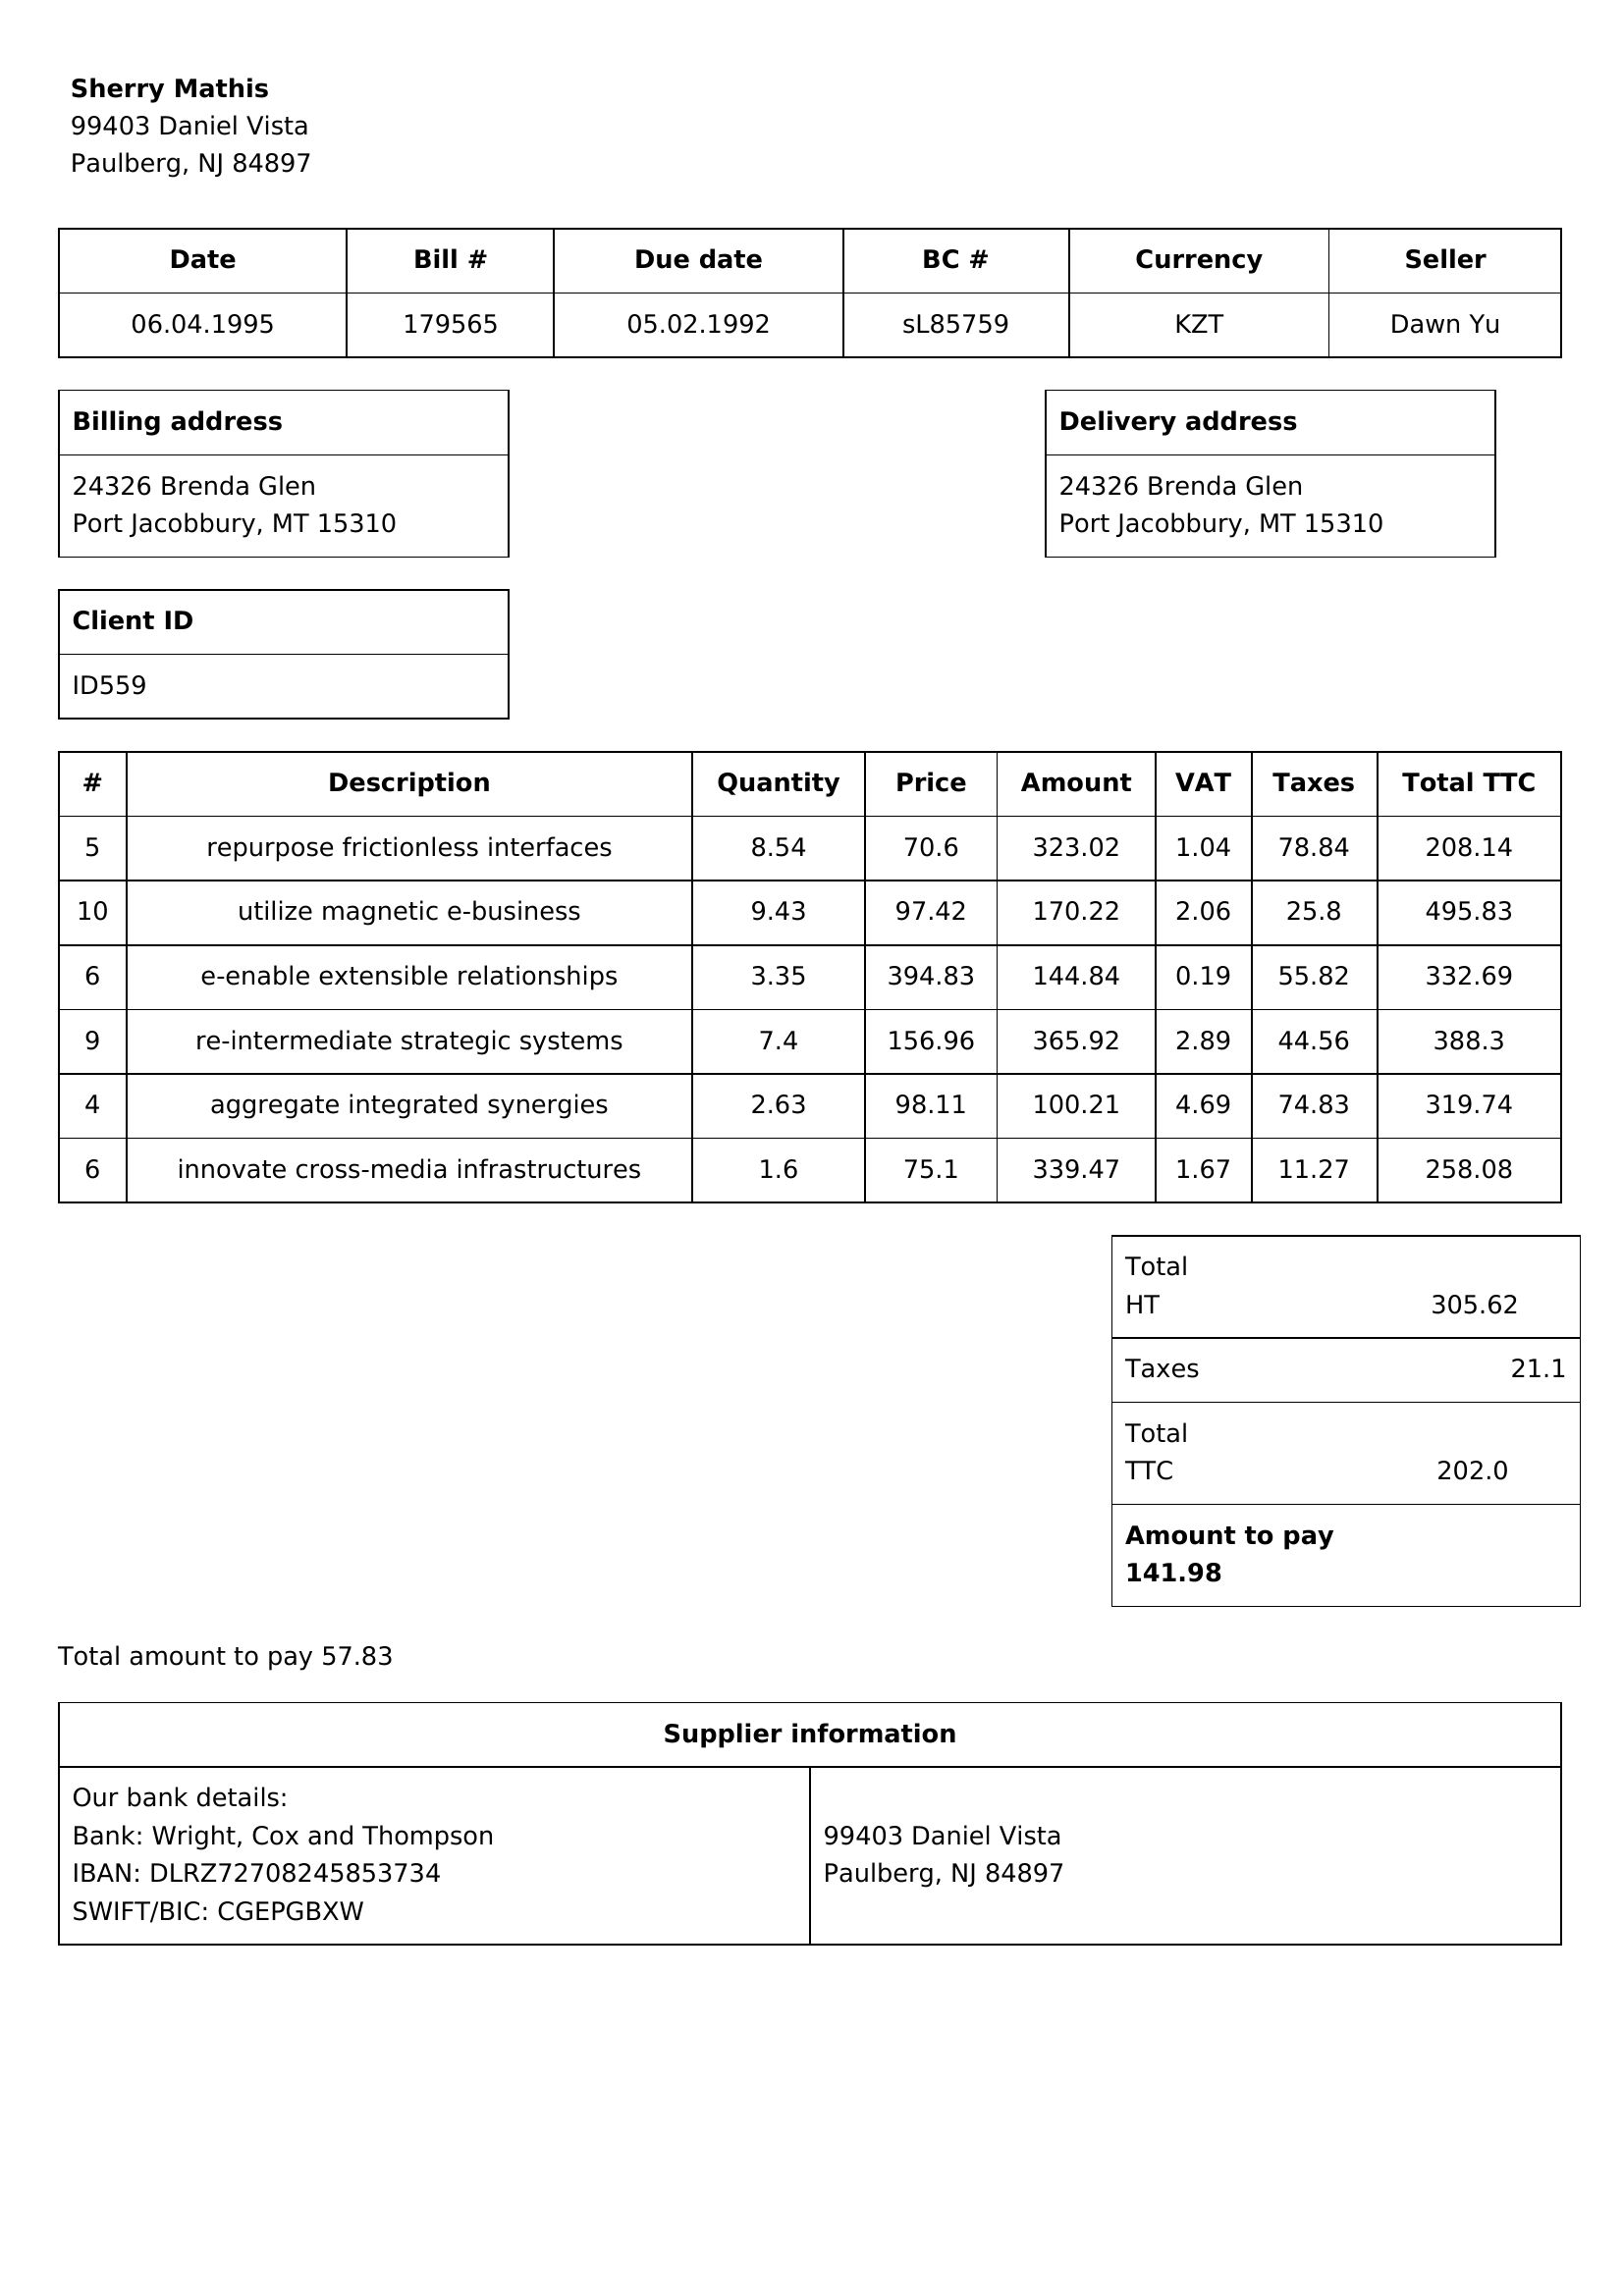 Sherry Mathis
99403 Daniel Vista
Paulberg, NJ 84897
Date Bill # Due date BC # Currency Seller
06.04.1995 179565 05.02.1992 sL85759 KZT Dawn Yu
Billing address
24326 Brenda Glen
Port Jacobbury, MT 15310
Delivery address
24326 Brenda Glen
Port Jacobbury, MT 15310
Client ID
ID559
# Description Quantity Price Amount VAT Taxes Total TTC
5 repurpose frictionless interfaces 8.54 70.6 323.02 1.04 78.84 208.14
10 utilize magnetic e-business 9.43 97.42 170.22 2.06 25.8 495.83
6 e-enable extensible relationships 3.35 394.83 144.84 0.19 55.82 332.69
9 re-intermediate strategic systems 7.4 156.96 365.92 2.89 44.56 388.3
4 aggregate integrated synergies 2.63 98.11 100.21 4.69 74.83 319.74
6 innovate cross-media infrastructures 1.6 75.1 339.47 1.67 11.27 258.08
Total
HT 305.62
Taxes 21.1
Total
TTC 202.0
Amount to pay
141.98
Total amount to pay 57.83
Supplier information
Our bank details:
Bank: Wright, Cox and Thompson
IBAN: DLRZ72708245853734
SWIFT/BIC: CGEPGBXW
99403 Daniel Vista
Paulberg, NJ 84897